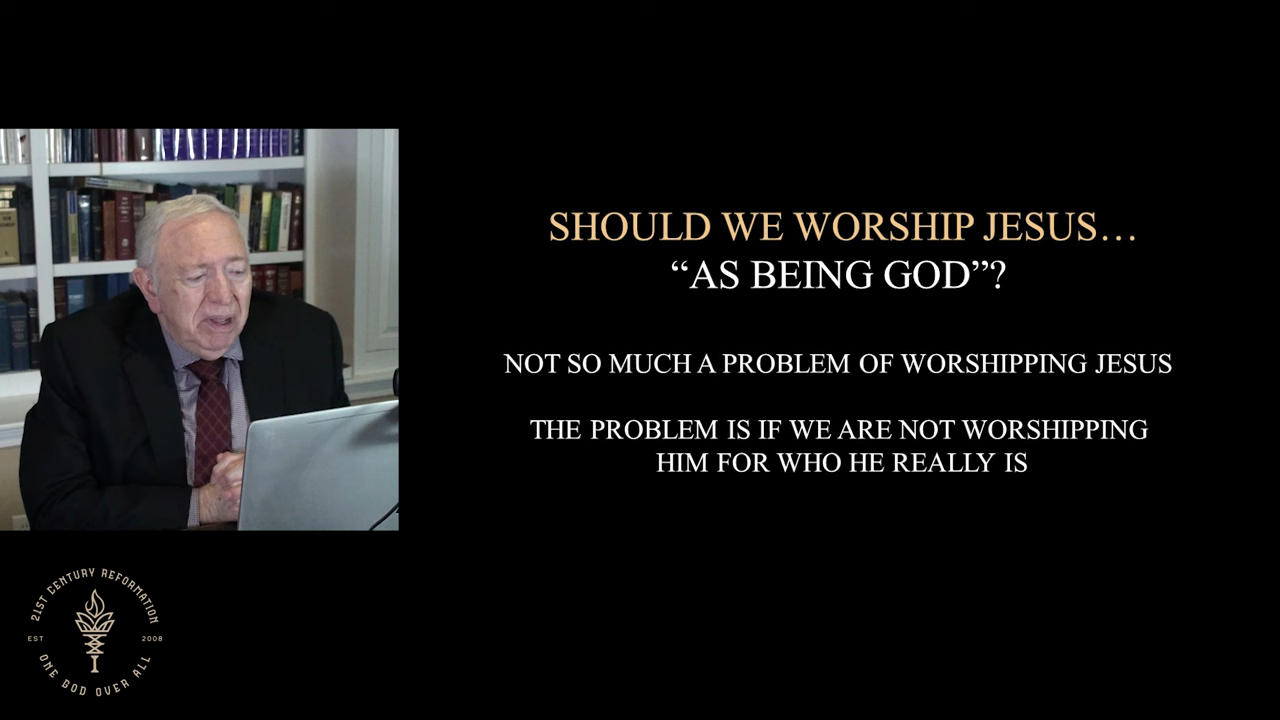 SHOULD WE WORSHIP JESUS…
“AS BEING GOD”?
NOT SO MUCH A PROBLEM OF WORSHIPPING JESUS
THE PROBLEM IS IF WE ARE NOT WORSHIPPING
HIM FOR WHO HE REALLY IS
21ST CENTURY REFORMATION
EST 2008
ONE GOD OVER ALL